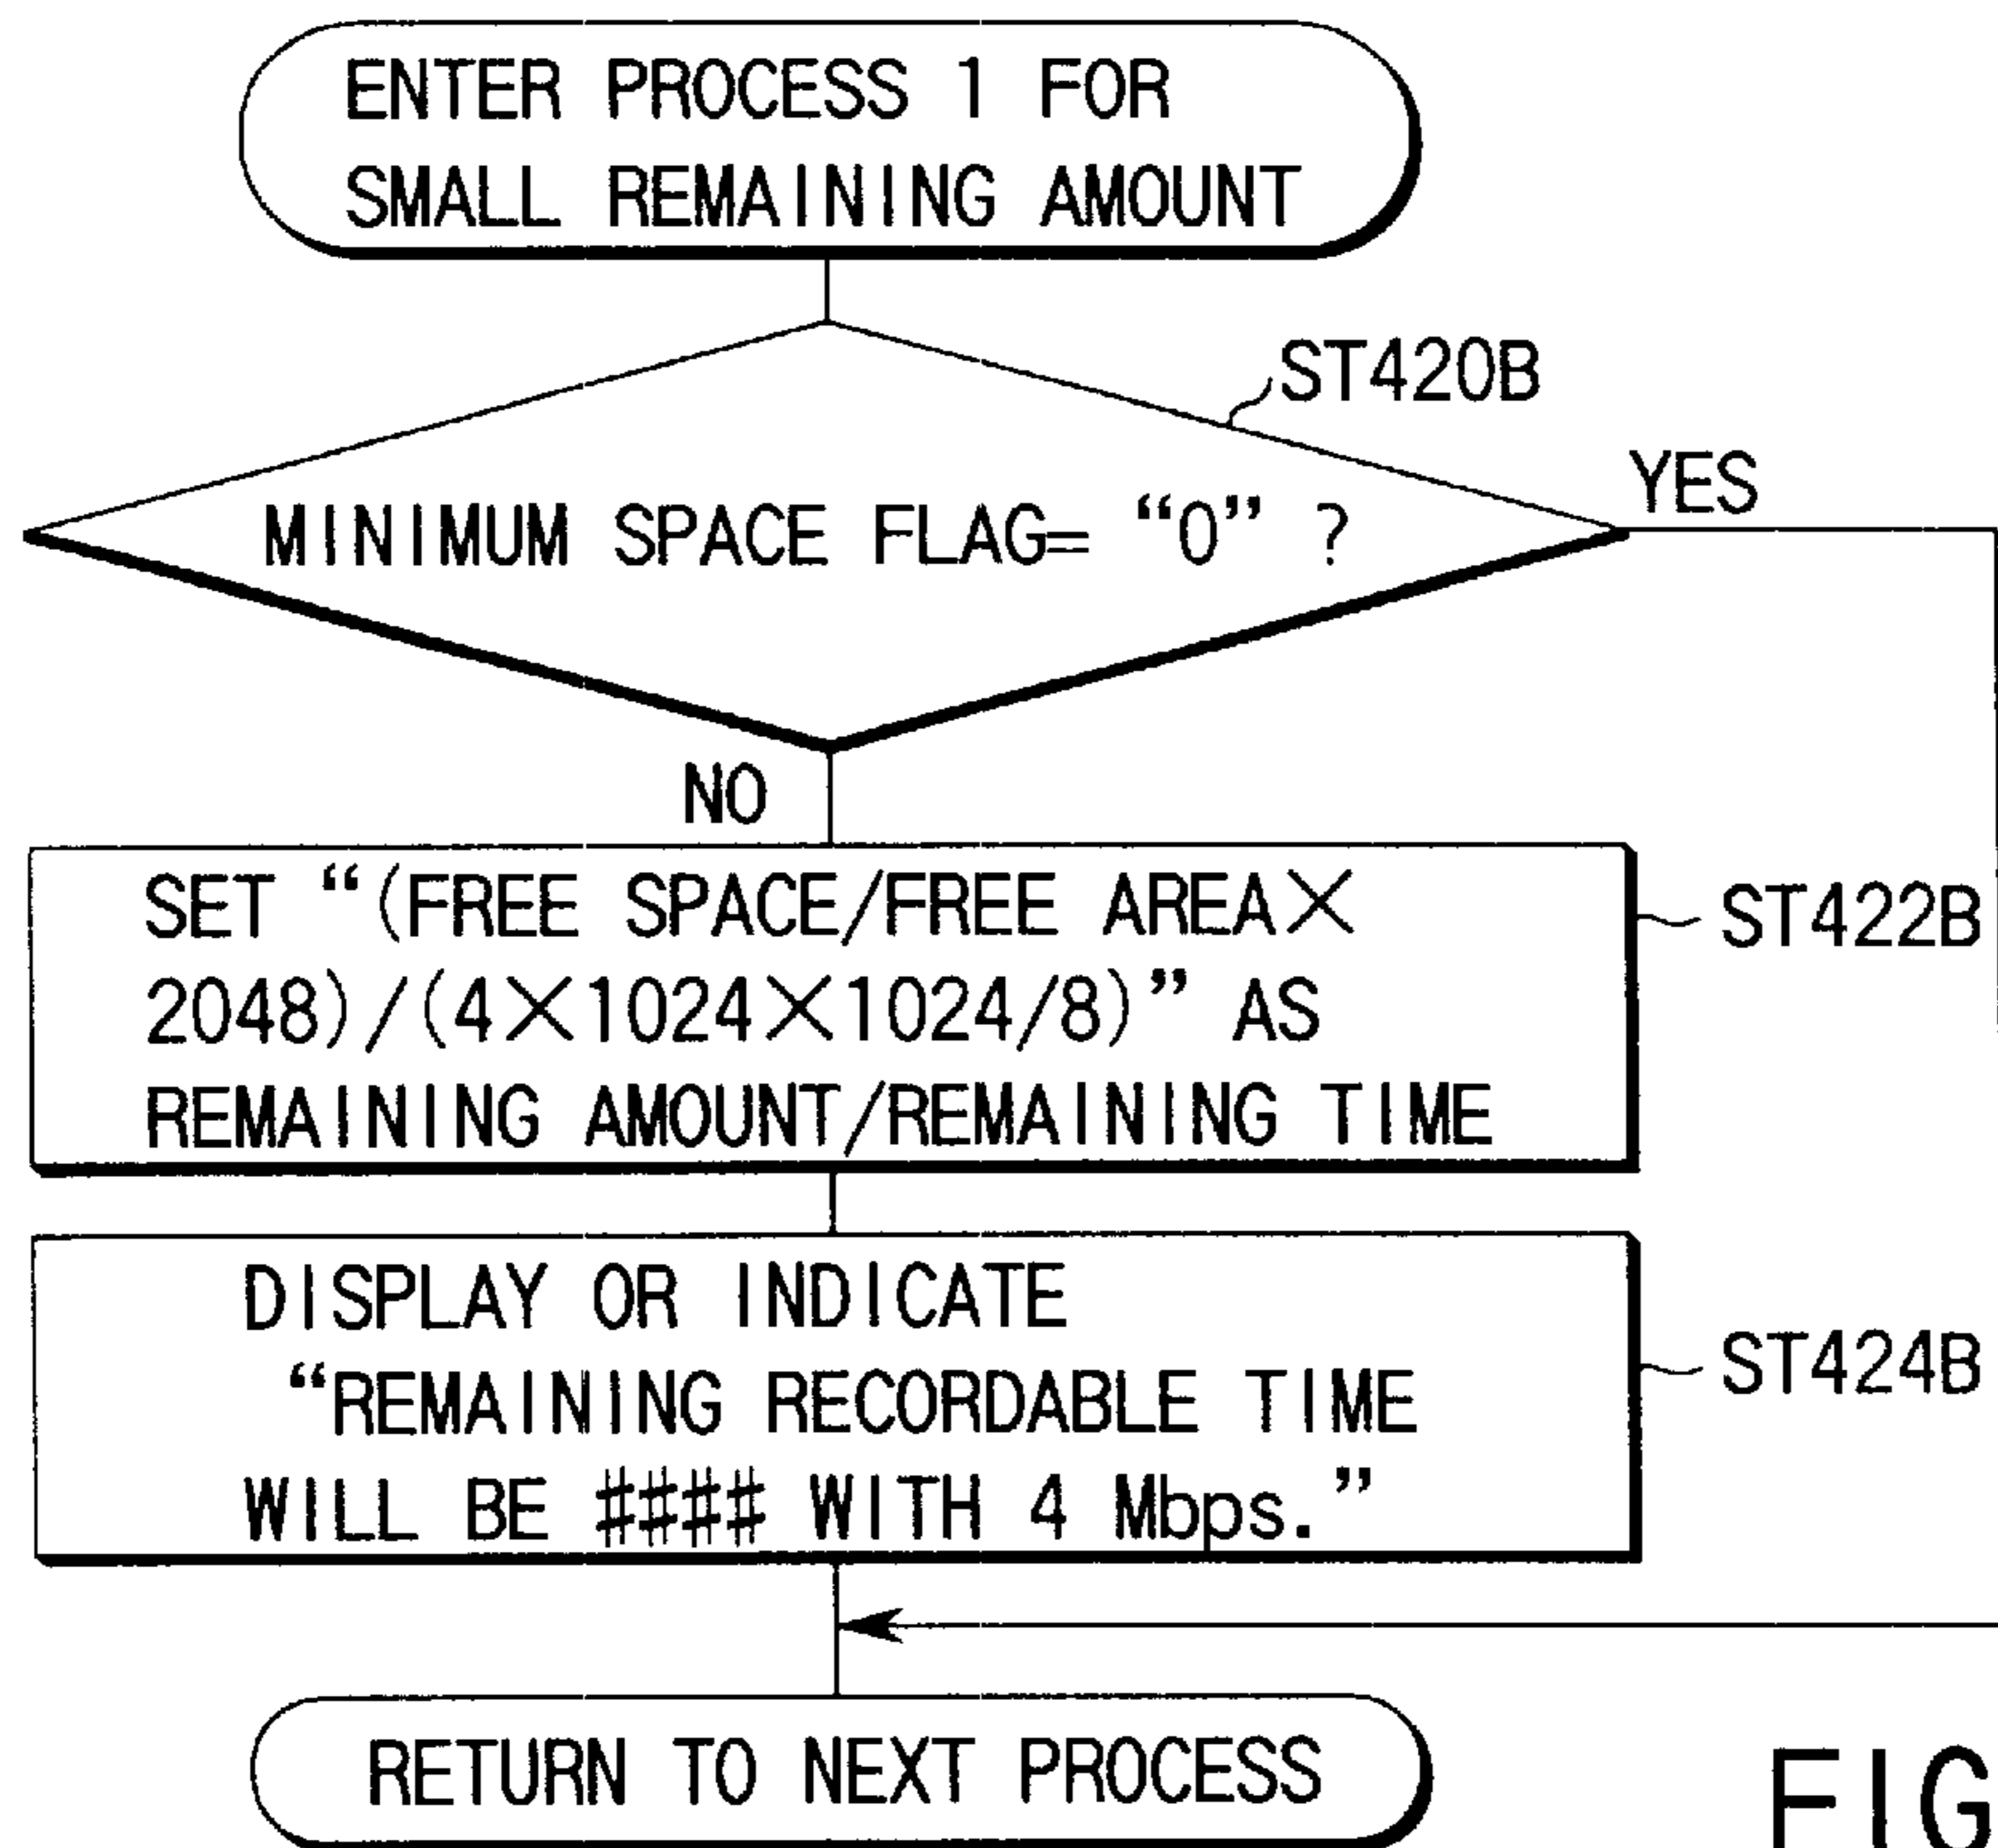 ENTER PROCESS 1 FOR
SMALL REMAINING AMOUNT
ST420B
YES
MINIMUM SPACE FLAG= “0” ?
NO
SET “(FREE SPACE/FREE AREA×
2048)/(4×1024×1024/8)” AS
REMAINING AMOUNT/REMAINING TIME
ST422B
DISPLAY OR INDICATE
“REMAINING RECORDABLE TIME
WILL BE #### WITH 4 Mbps.”
ST424B
RETURN TO NEXT PROCESS
FIG